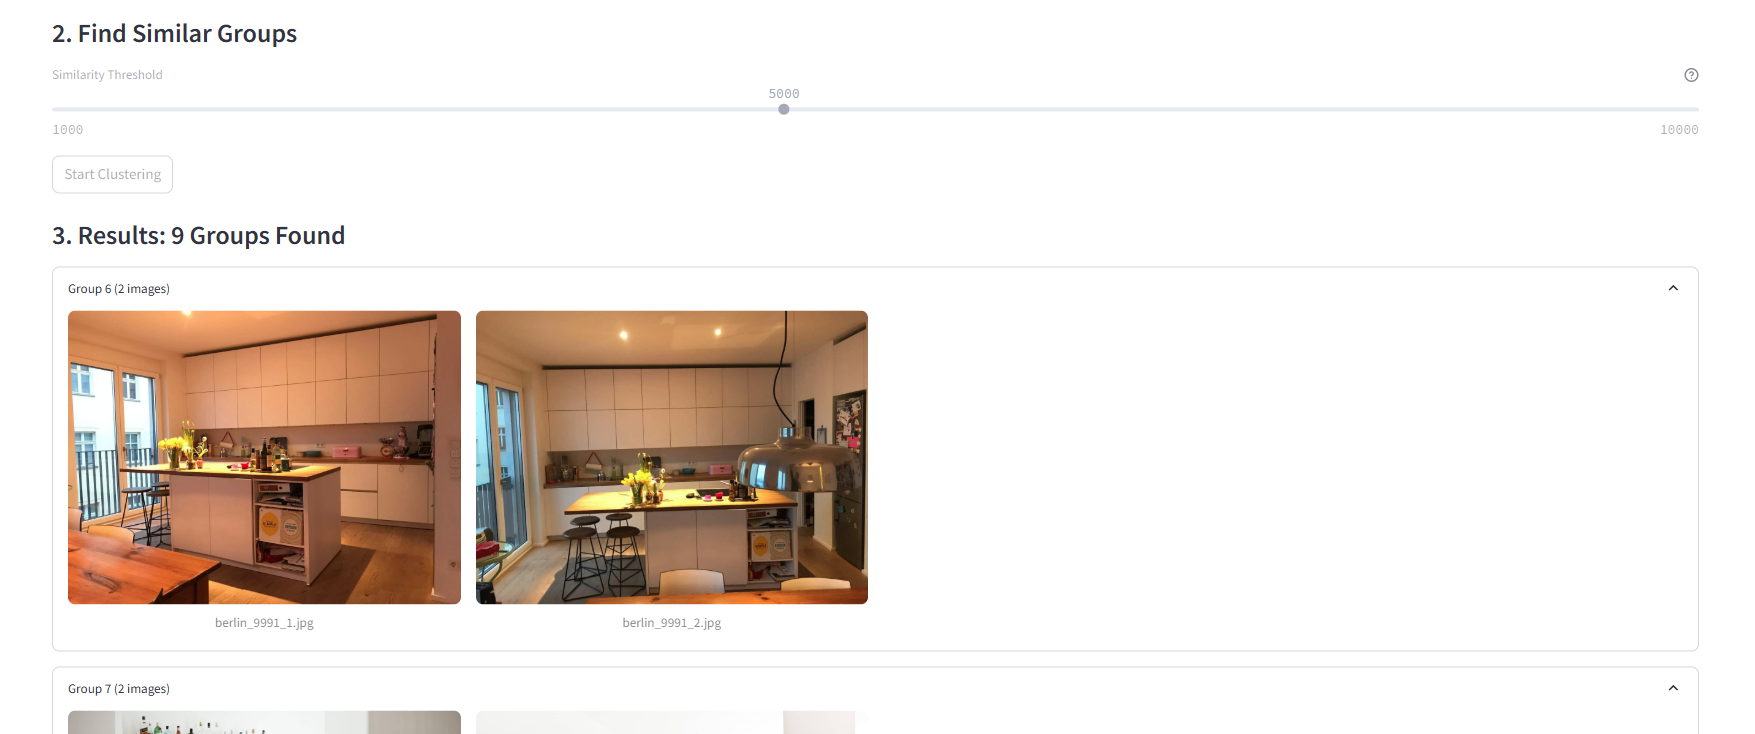 2. Find Similar Groups
Similarity Threshold
5000
1000
10000
Start Clustering
3. Results: 9 Groups Found
Group 6 (2 images)
berlin_9991_1.jpg
berlin_9991_2.jpg
Group 7 (2 images)